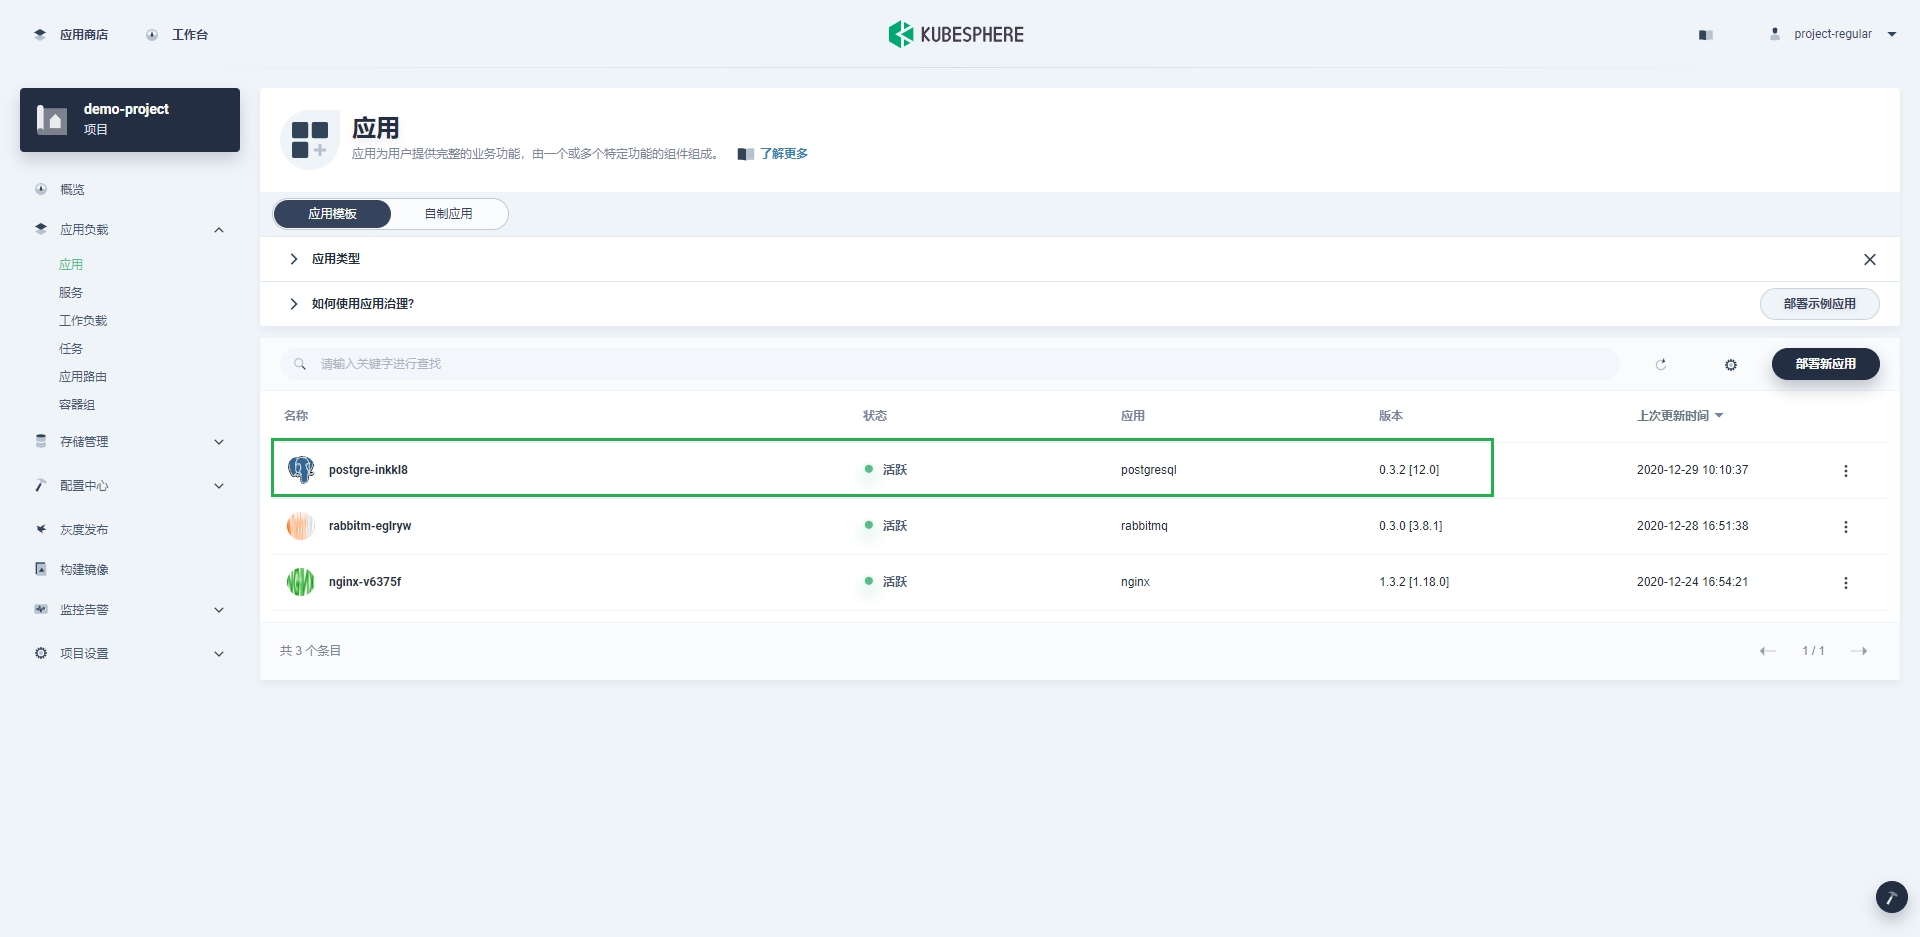 应用商店
工作台
KUBESPHERE
project-regular
demo-project
项目
概览
应用负载
应用
服务
工作负载
任务
应用路由
容器组
存储管理
配置中心
灰度发布
构建镜像
监控告警
项目设置
应用
应用为用户提供完整的业务功能，由一个或多个特定功能的组件组成。 了解更多
应用模板 自制应用
应用类型
如何使用应用治理? 部署示例应用
请输入关键字进行查找 部署新应用
名称 状态 应用 版本 上次更新时间
postgre-inkkl8 活跃 postgresql 0.3.2 [12.0] 2020-12-29 10:10:37
rabbitm-eglryw 活跃 rabbitmq 0.3.0 [3.8.1] 2020-12-28 16:51:38
nginx-v6375f 活跃 nginx 1.3.2 [1.18.0] 2020-12-24 16:54:21
共 3 个条目 1 / 1